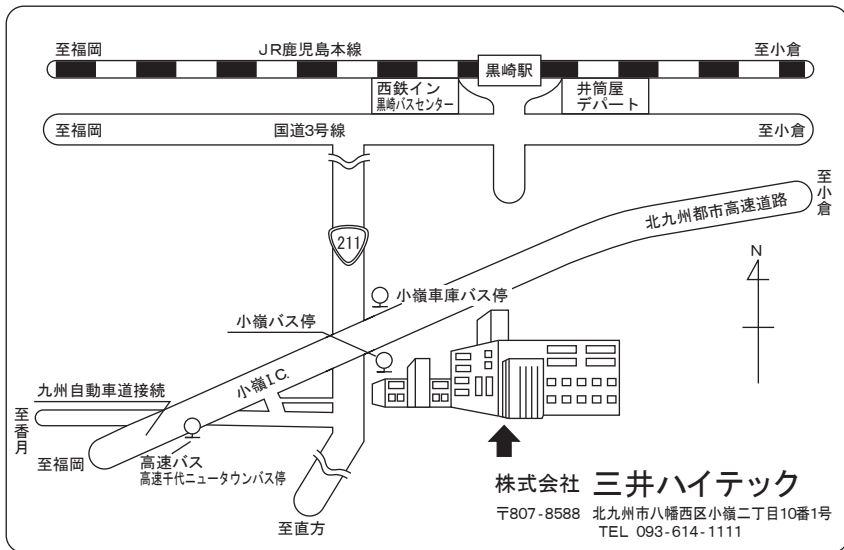 至福岡
JR鹿児島本線
黒崎駅
至小倉
西鉄イン
黒崎バスセンター
井筒屋
デパート
至福岡
国道3号線
至小倉
至小倉
北九州都市高速道路
211
N
小嶺車庫バス停
小嶺バス停
小嶺I.C.
九州自動車道接続
至香月
至福岡
高速バス
高速千代ニュータウンバス停
至直方
株式会社 三井ハイテック
〒807-8588 北九州市八幡西区小嶺二丁目10番1号
TEL 093-614-1111